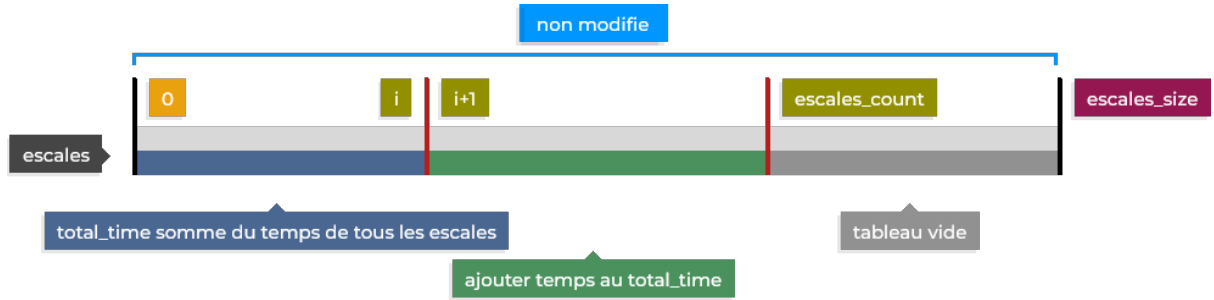 non modifie
0
i
i+1
escales_count
escales_size
escales
total_time somme du temps de tous les escales
tableau vide
ajouter temps au total_time